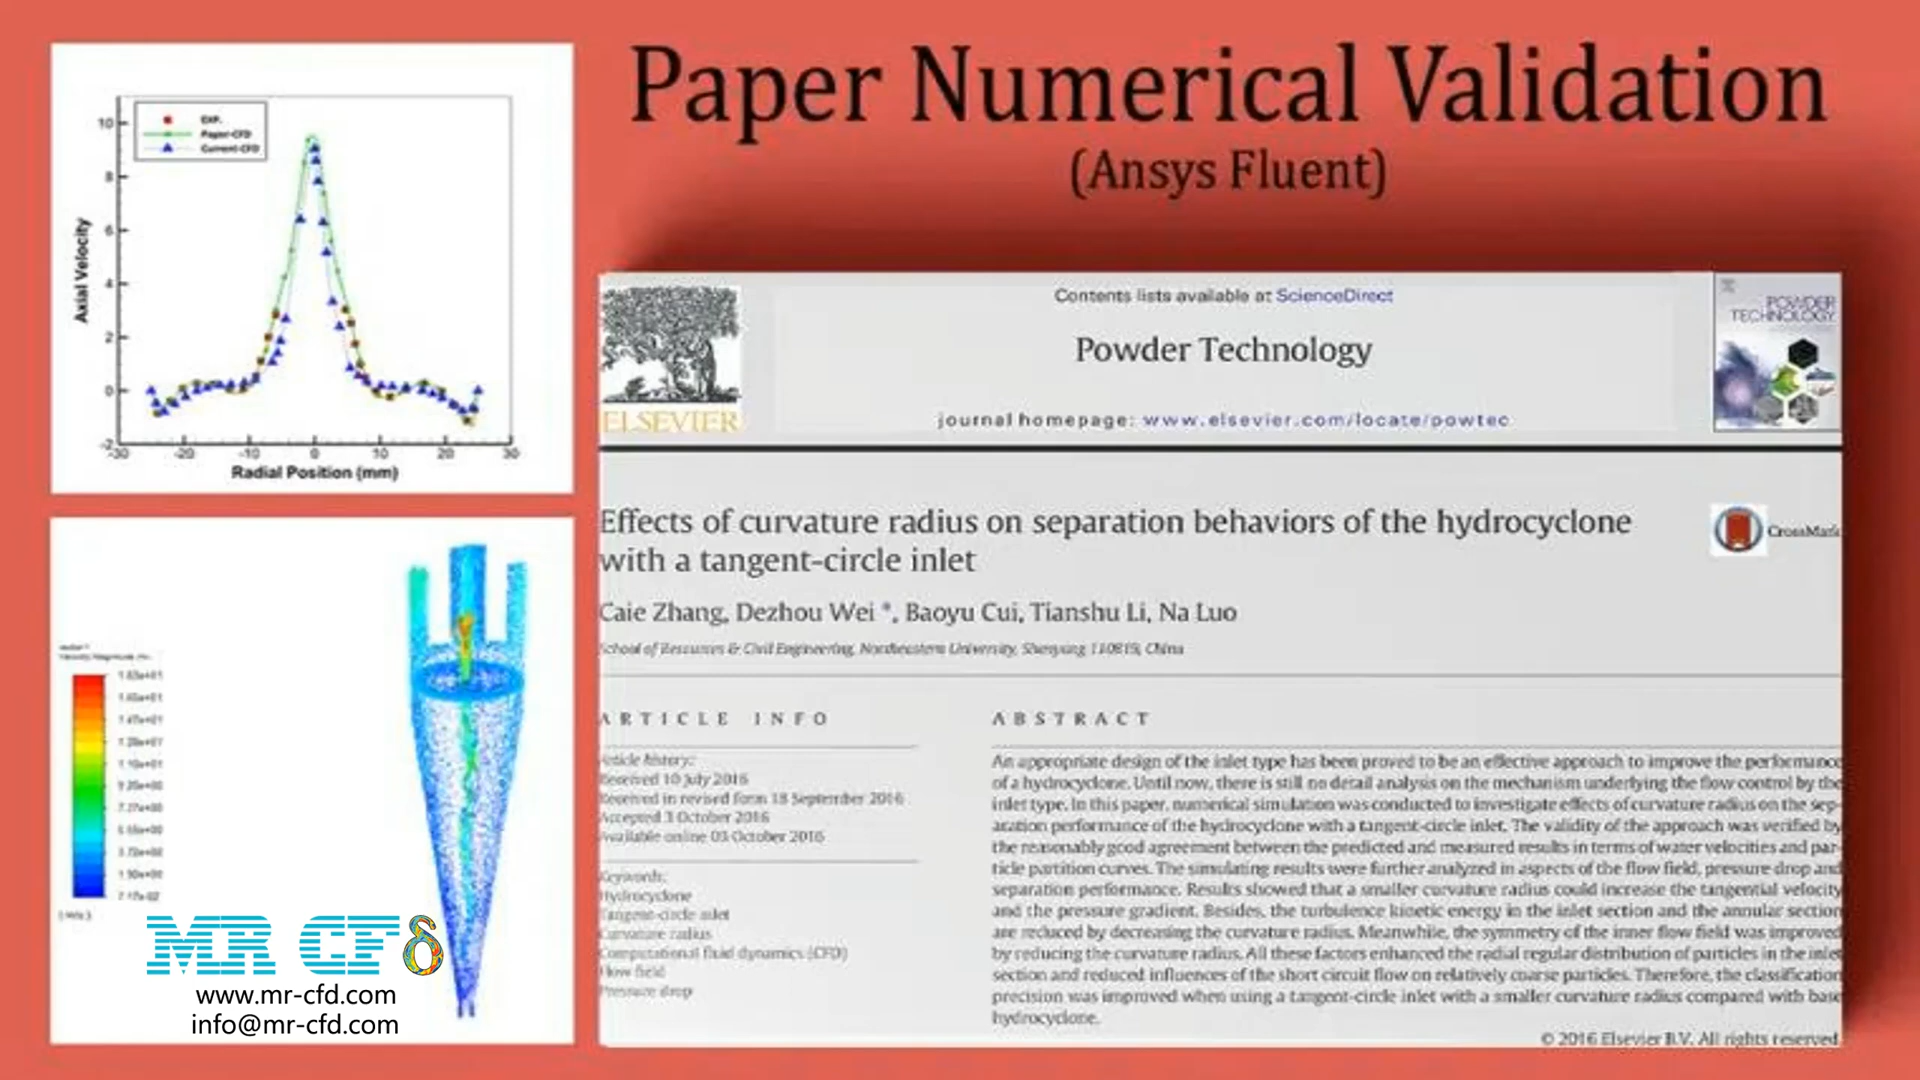 Paper Numerical Validation
(Ansys Fluent)
10
8
6
4
2
0
-2
-30 -20 -10 0 10 20 30
EXP.
Paper-CFD
Current-CFD
Axial Velocity
Radial Position (mm)
Contents lists available at ScienceDirect
Powder Technology
journal homepage: www.elsevier.com/locate/powtec
ELSEVIER
POWDER
TECHNOLOGY
Effects of curvature radius on separation behaviors of the hydrocyclone
with a tangent-circle inlet
CrossMark
Caie Zhang, Dezhou Wei *, Baoyu Cui, Tianshu Li, Na Luo
School of Resources & Civil Engineering, Northeastern University, Shenyang 110819, China
ARTICLE INFO
Article history:
Received 10 July 2016
Received in revised form 18 September 2016
Accepted 3 October 2016
Available online 03 October 2016
Keywords:
Hydrocyclone
Tangent-circle inlet
Curvature radius
Computational fluid dynamics (CFD)
Flow field
Pressure drop
ABSTRACT
An appropriate design of the inlet type has been proved to be an effective approach to improve the performance
of a hydrocyclone. Until now, there is still no detail analysis on the mechanism underlying the flow control by the
inlet type. In this paper, numerical simulation was conducted to investigate effects of curvature radius on the sep-
aration performance of the hydrocyclone with a tangent-circle inlet. The validity of the approach was verified by
the reasonably good agreement between the predicted and measured results in terms of water velocities and par-
ticle partition curves. The simulating results were further analyzed in aspects of the flow field, pressure drop and
separation performance. Results showed that a smaller curvature radius could increase the tangential velocity
and the pressure gradient. Besides, the turbulence kinetic energy in the inlet section and the annular section
are reduced by decreasing the curvature radius. Meanwhile, the symmetry of the inner flow field was improved
by reducing the curvature radius. All these factors enhanced the radial regular distribution of particles in the inlet
section and reduced influences of the short circuit flow on relatively coarse particles. Therefore, the classification
precision was improved when using a tangent-circle inlet with a smaller curvature radius compared with base
hydrocyclone.
© 2016 Elsevier B.V. All rights reserved.
MR CFD
www.mr-cfd.com
info@mr-cfd.com